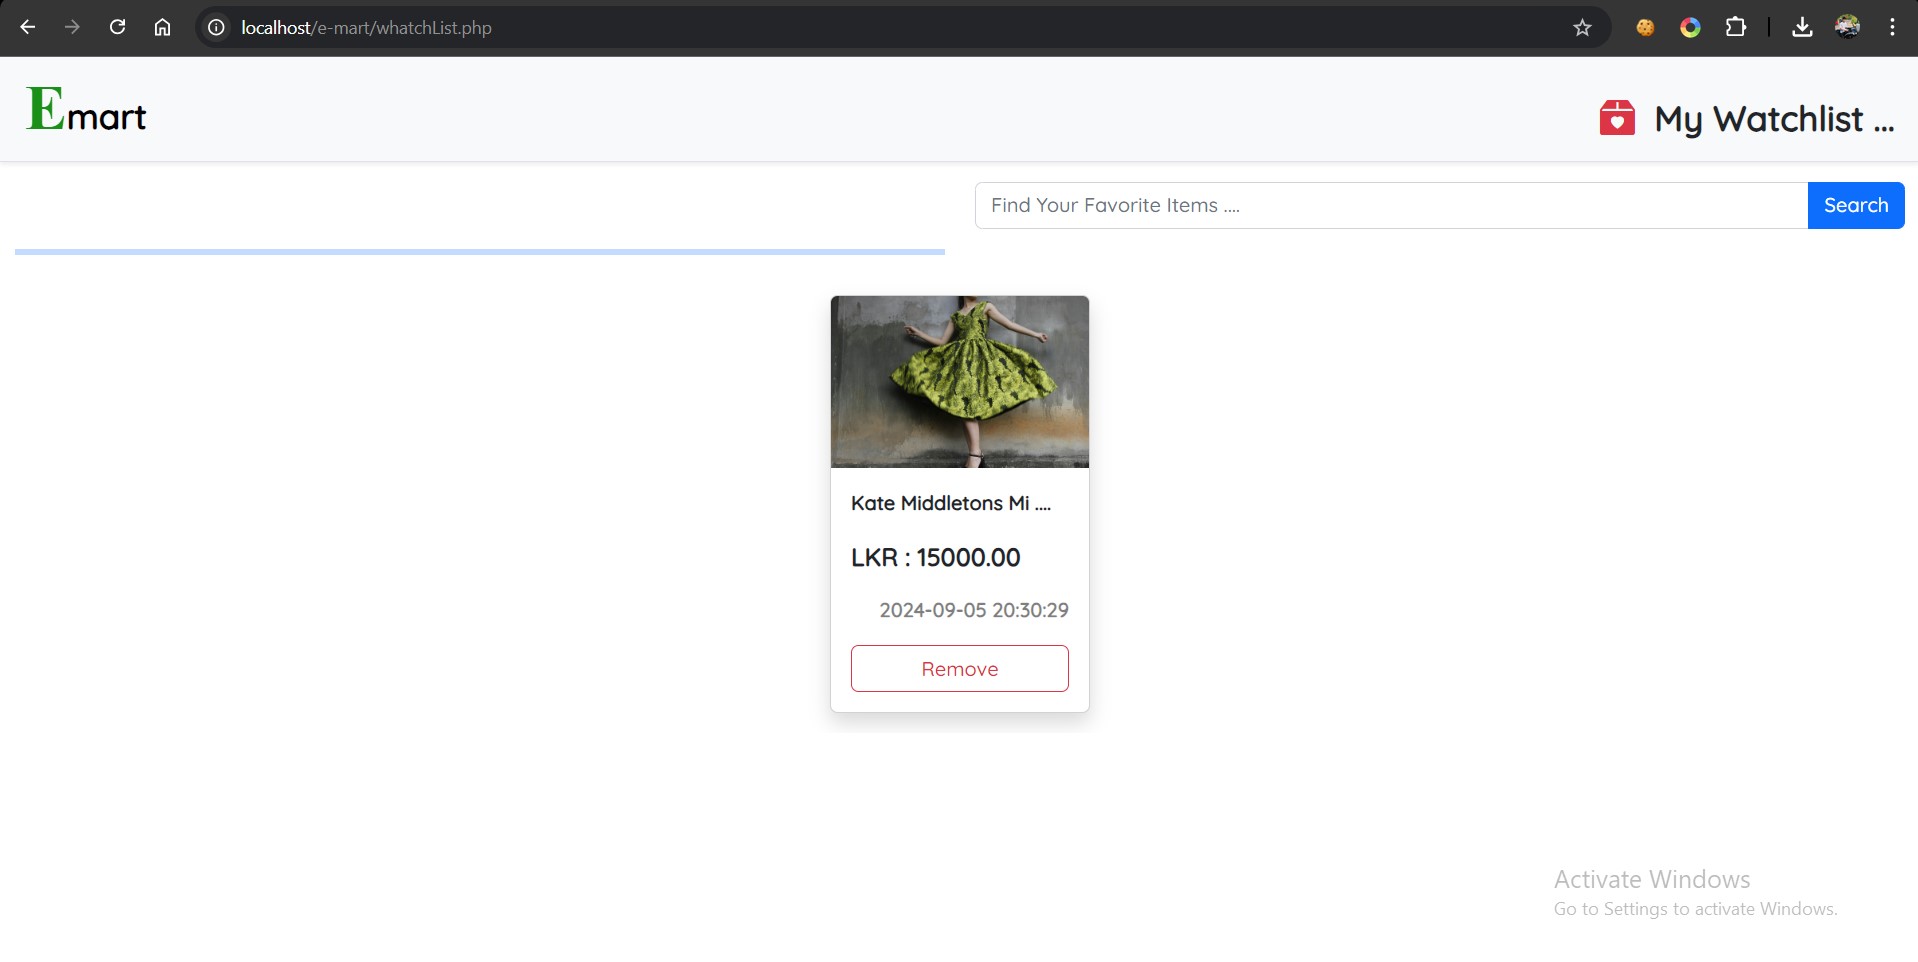 localhost/e-mart/whatchList.php
Emart
My Watchlist ...
Find Your Favorite Items ....
Search
Kate Middletons Mi ....
LKR : 15000.00
2024-09-05 20:30:29
Remove
Activate Windows
Go to Settings to activate Windows.